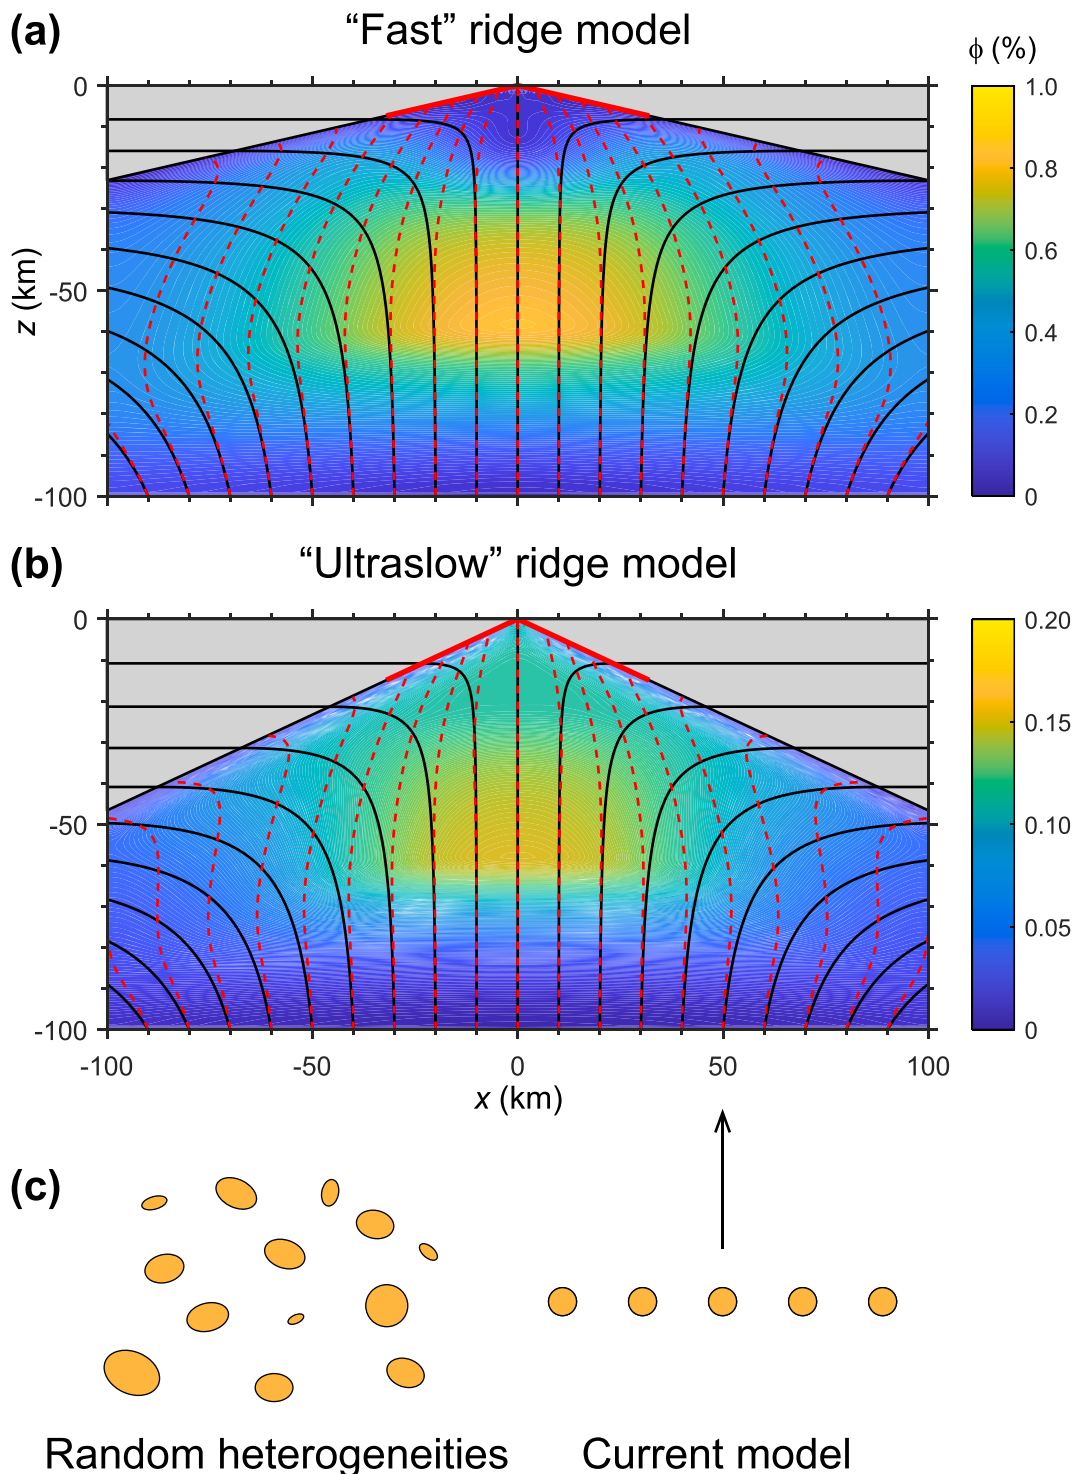 (a)
“Fast” ridge model
ϕ (%)
0
-50
-100
z (km)
1.0
0.8
0.6
0.4
0.2
0
(b)
“Ultraslow” ridge model
0
-50
-100
0.20
0.15
0.10
0.05
0
-100 -50 0 50 100
x (km)
(c)
Random heterogeneities
Current model